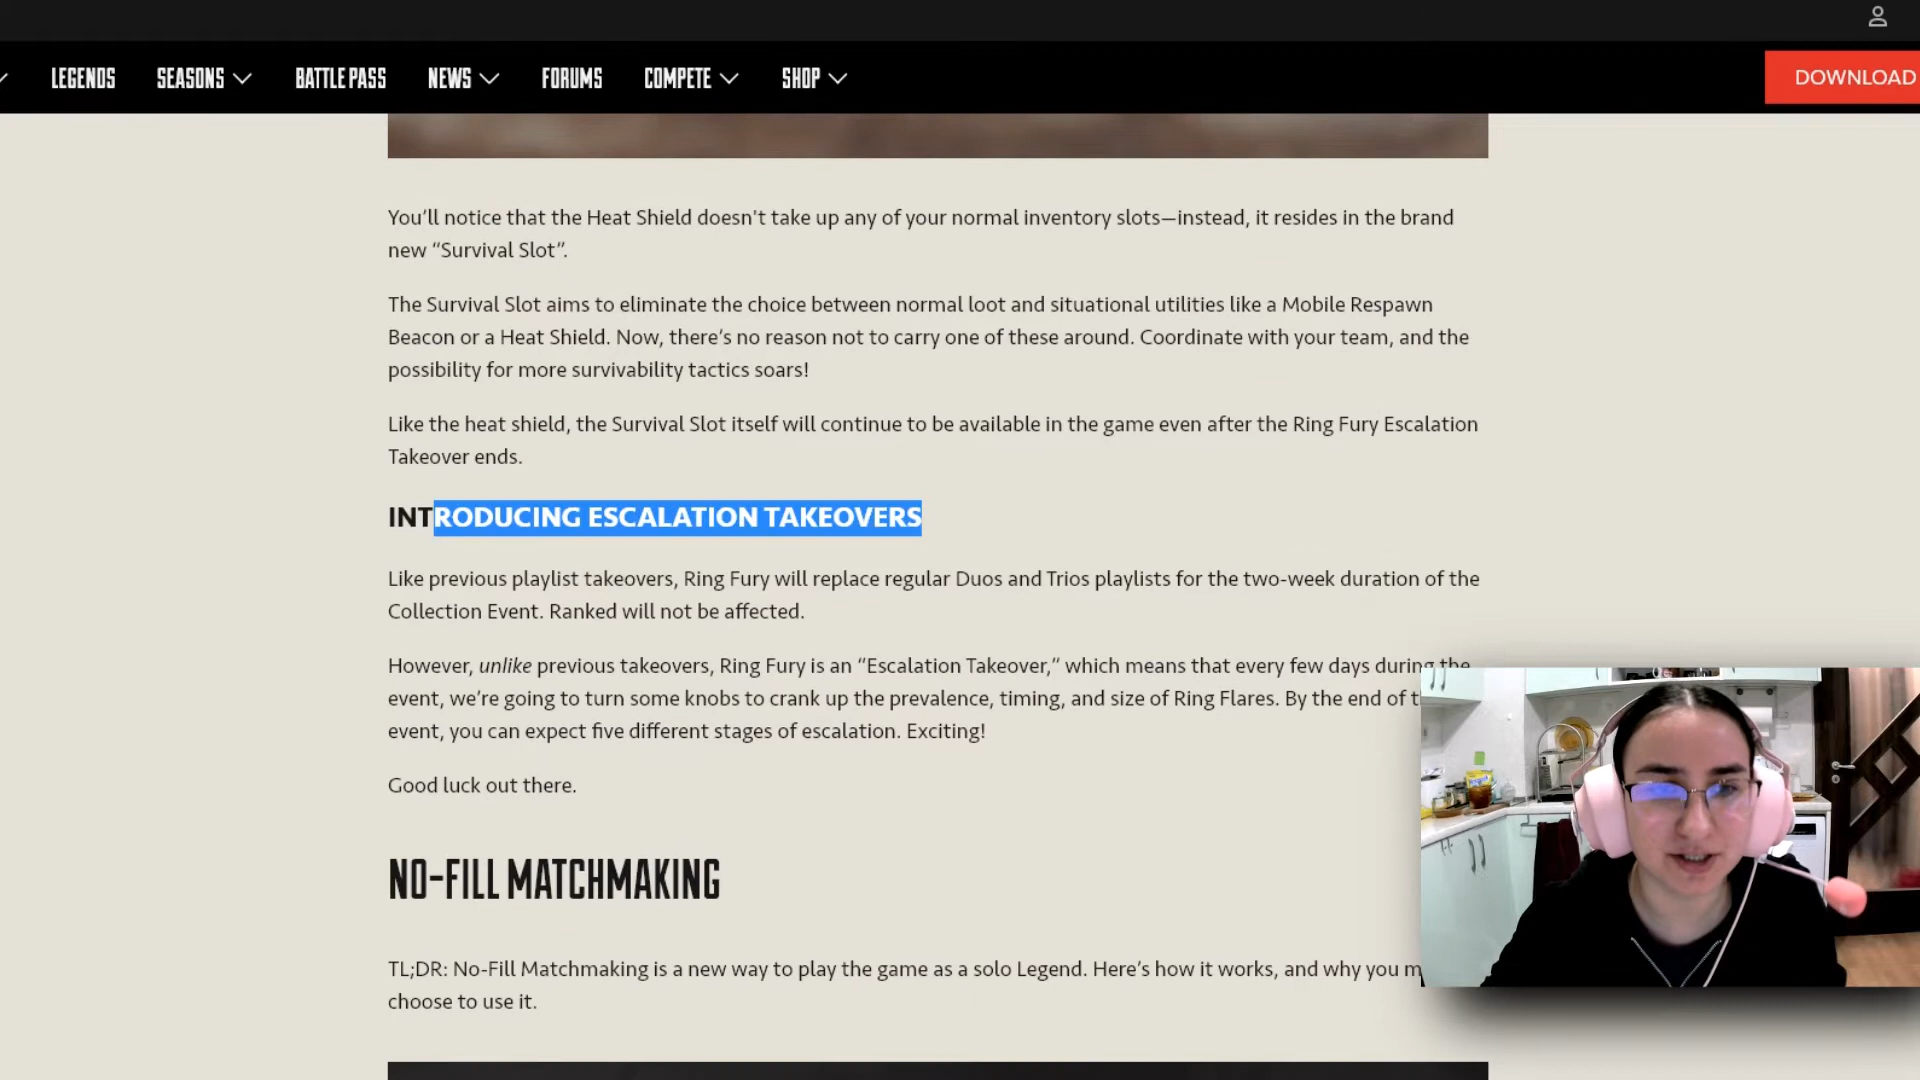 LEGENDS SEASONS BATTLE PASS NEWS FORUMS COMPETE SHOP DOWNLOAD
You’ll notice that the Heat Shield doesn't take up any of your normal inventory slots—instead, it resides in the brand
new “Survival Slot”.
The Survival Slot aims to eliminate the choice between normal loot and situational utilities like a Mobile Respawn
Beacon or a Heat Shield. Now, there’s no reason not to carry one of these around. Coordinate with your team, and the
possibility for more survivability tactics soars!
Like the heat shield, the Survival Slot itself will continue to be available in the game even after the Ring Fury Escalation
Takeover ends.
INTRODUCING ESCALATION TAKEOVERS
Like previous playlist takeovers, Ring Fury will replace regular Duos and Trios playlists for the two-week duration of the
Collection Event. Ranked will not be affected.
However, unlike previous takeovers, Ring Fury is an “Escalation Takeover,” which means that every few days during the
event, we’re going to turn some knobs to crank up the prevalence, timing, and size of Ring Flares. By the end of
event, you can expect five different stages of escalation. Exciting!
Good luck out there.
NO-FILL MATCHMAKING
TL;DR: No-Fill Matchmaking is a new way to play the game as a solo Legend. Here’s how it works, and why you
choose to use it.